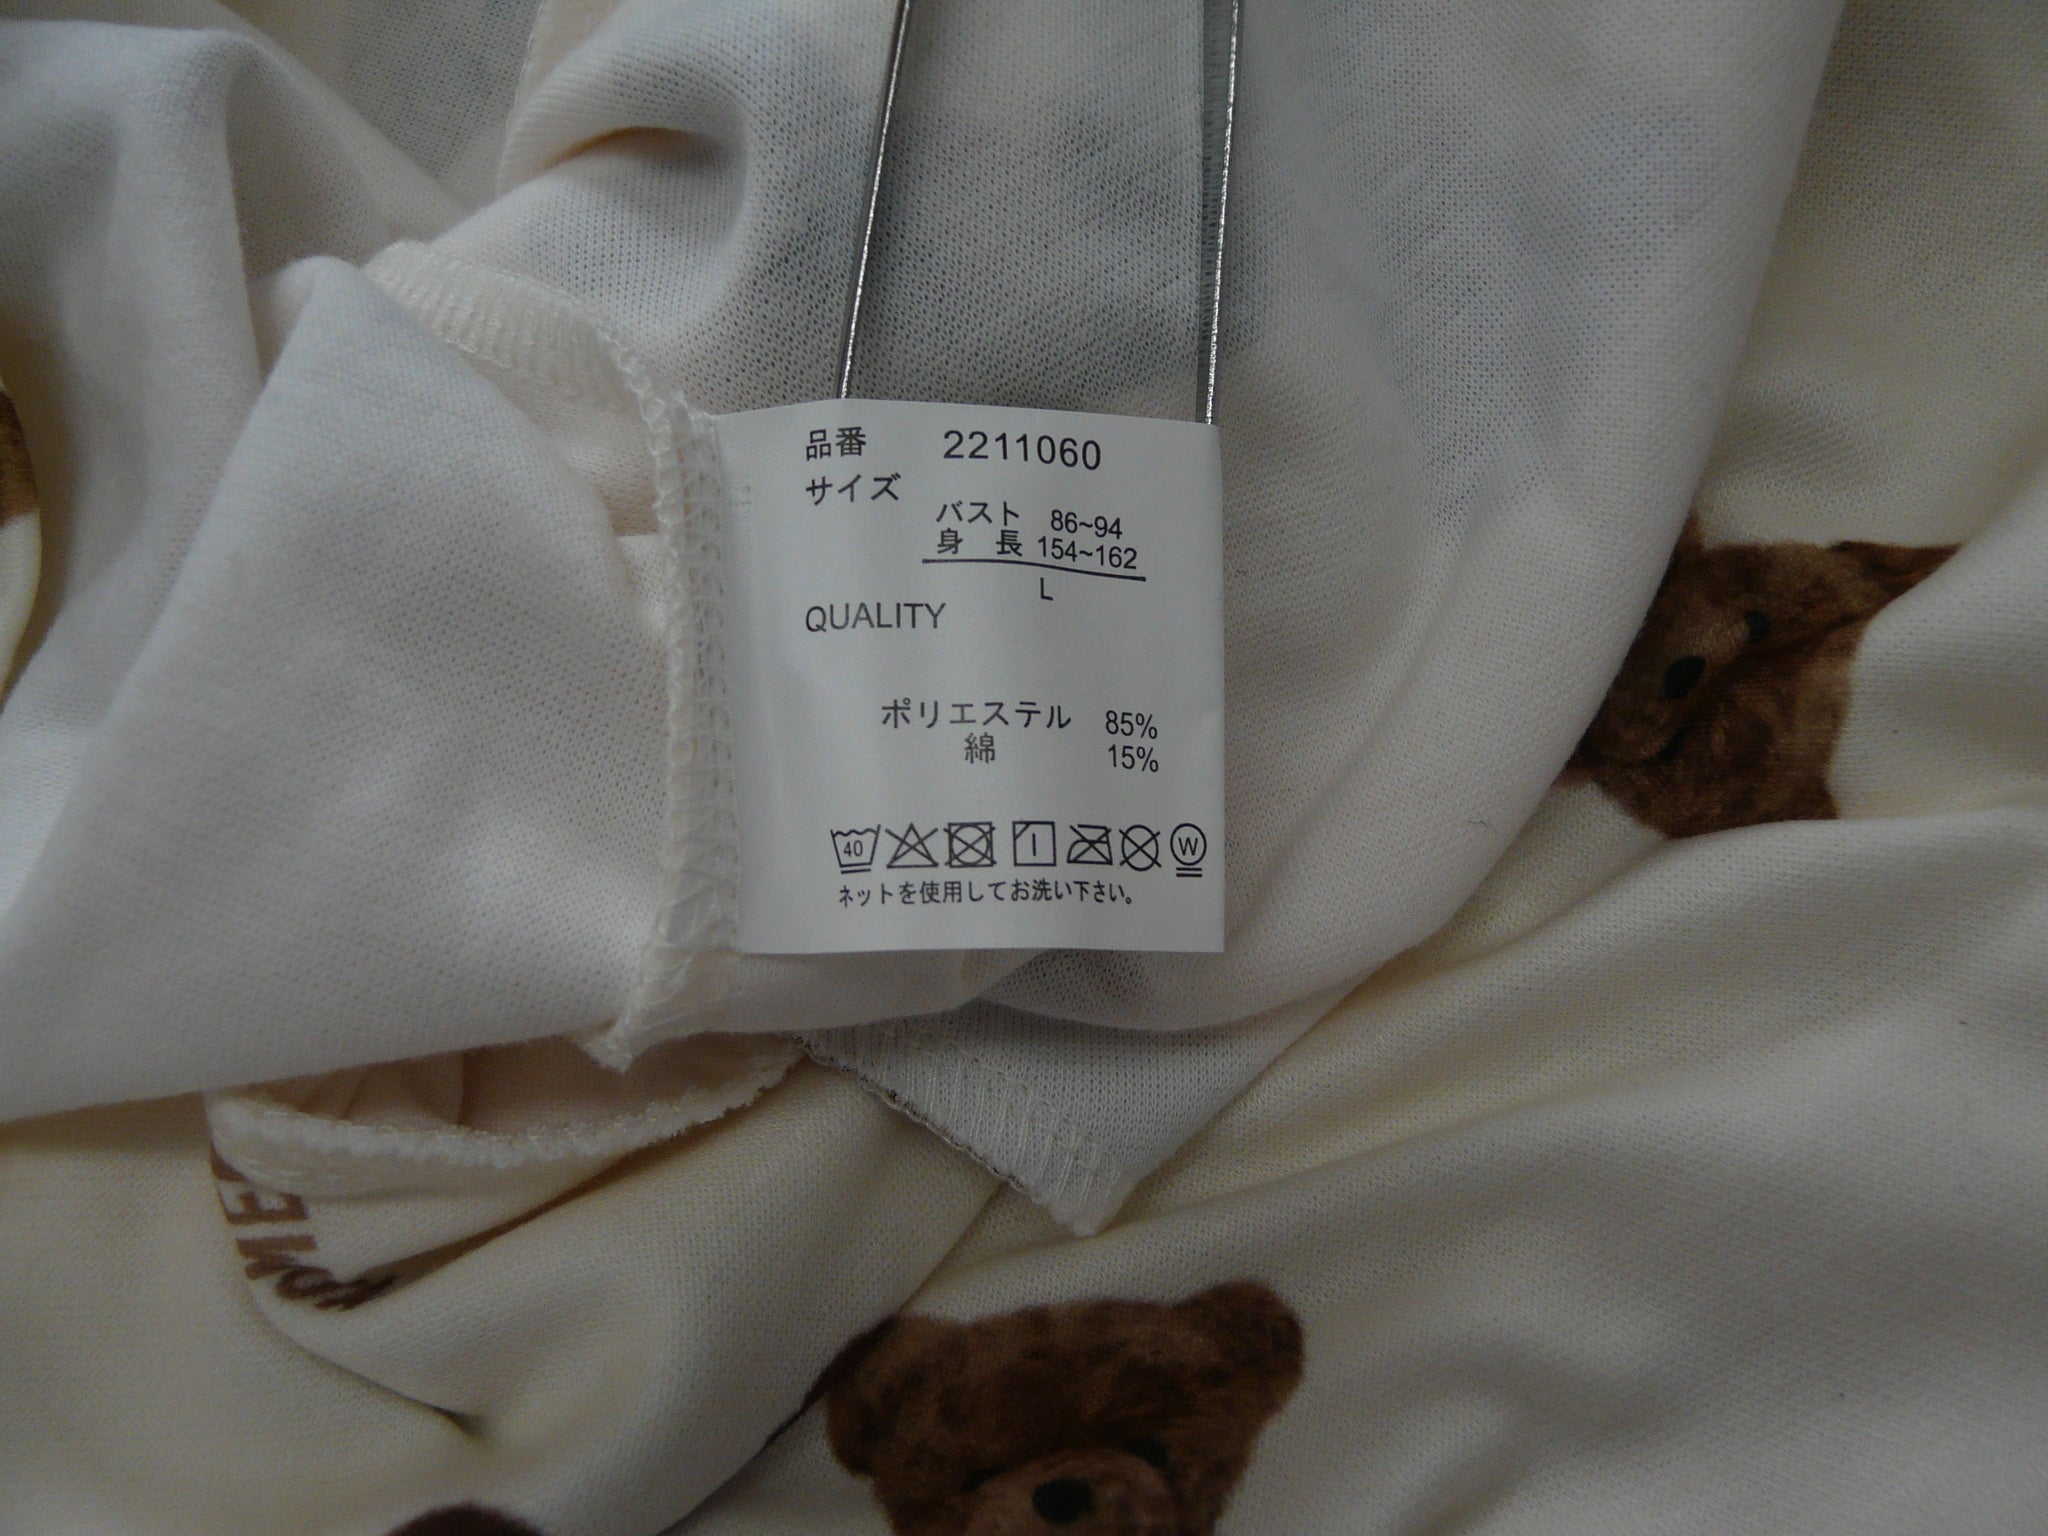 品番 2211060
サイズ
バスト 86~94
身長 154~162
L
QUALITY
ポリエステル 85%
綿 15%
40 I W
ネットを使用してお洗い下さい。